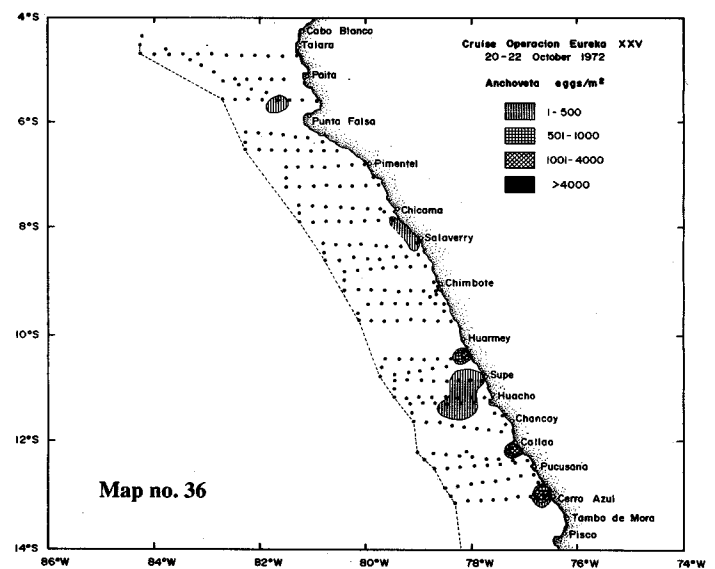 4°S
Cabo Blanco
Talara
Paita
Cruise Operacion Eureka XXV
20-22 October 1972
Anchoveta eggs/m²
1-500
501-1000
1001-4000
>4000
6°S
Punta Falsa
Pimentel
Chicama
8°S
Salaverry
Chimbote
10°S
Huarmey
Supe
Huacho
Chancay
12°S
Callao
Pucusana
Map no. 36
Cerro Azul
Tambo de Mora
Pisco
14°S
86°W
84°W
82°W
80°W
78°W
76°W
74°W